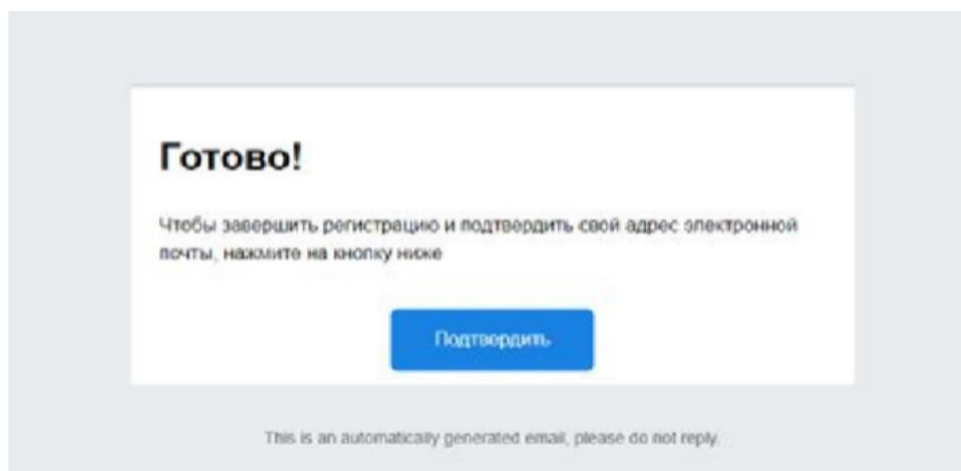 Готово!
Чтобы завершить регистрацию и подтвердить свой адрес электронной
почты, нажмите на кнопку ниже
Подтвердить
This is an automatically generated email, please do not reply.